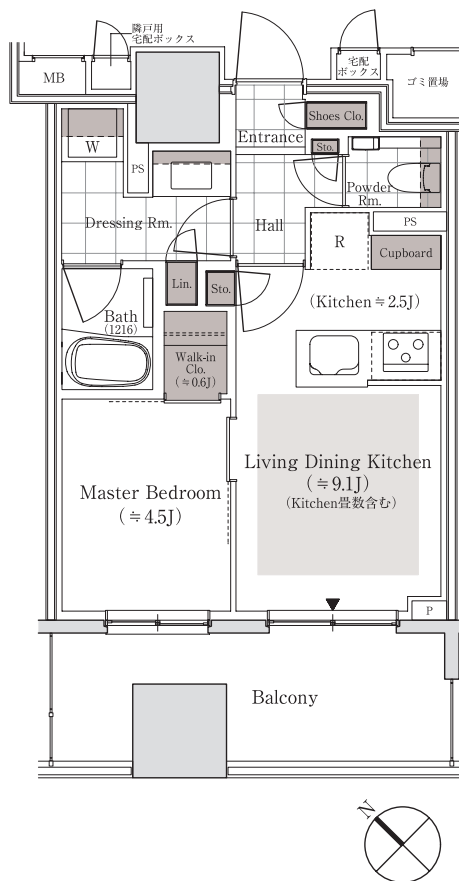 隣戸用
宅配ボックス
MB
宅配
ボックス
ゴミ置場
Shoes Clo.
Entrance
W
Sto.
PS
Powder
Rm.
Dressing Rm.
Hall
PS
R
Cupboard
Lin.
Sto.
(Kitchen≒2.5J)
Bath
(1216)
Walk-in
Clo.
(≒0.6J)
Living Dining Kitchen
(≒9.1J)
(Kitchen畳数含む)
Master Bedroom
(≒4.5J)
P
Balcony
N